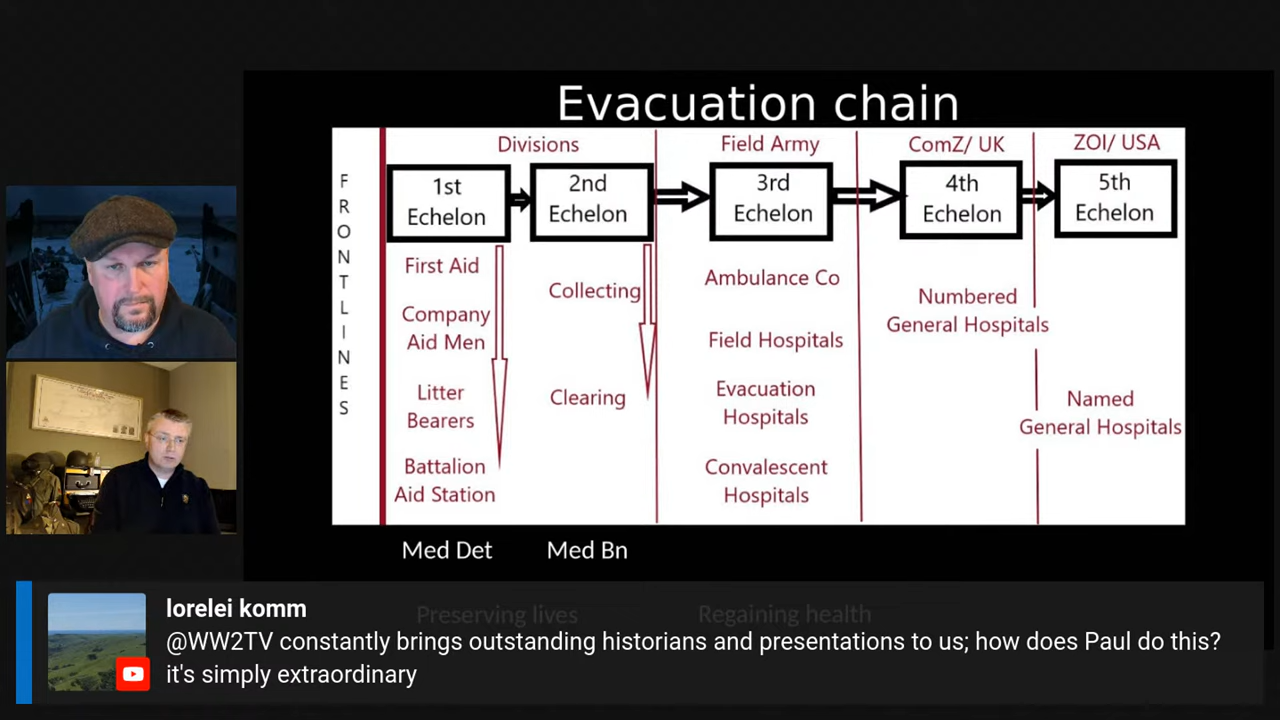 Evacuation chain
Divisions
Field Army
ComZ/ UK
ZOI/ USA
FRONTLINES
1st
Echelon
2nd
Echelon
3rd
Echelon
4th
Echelon
5th
Echelon
First Aid
Company
Aid Men
Litter
Bearers
Battalion
Aid Station
Collecting
Clearing
Ambulance Co
Field Hospitals
Evacuation
Hospitals
Convalescent
Hospitals
Numbered
General Hospitals
Named
General Hospitals
Med Det
Med Bn
Preserving lives
Regaining health
lorelei komm
@WW2TV constantly brings outstanding historians and presentations to us; how does Paul do this?
it's simply extraordinary